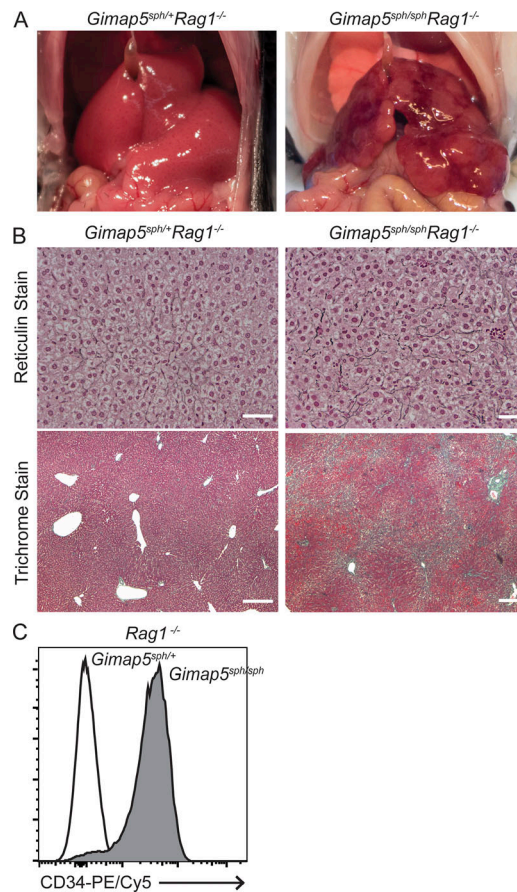 A
Gimap5sph/+Rag1-/-
Gimap5sph/sphRag1-/-
B
Gimap5sph/+Rag1-/-
Gimap5sph/sphRag1-/-
Reticulin Stain
Trichrome Stain
C
Rag1-/-
Gimap5sph/+
Gimap5sph/sph
CD34-PE/Cy5